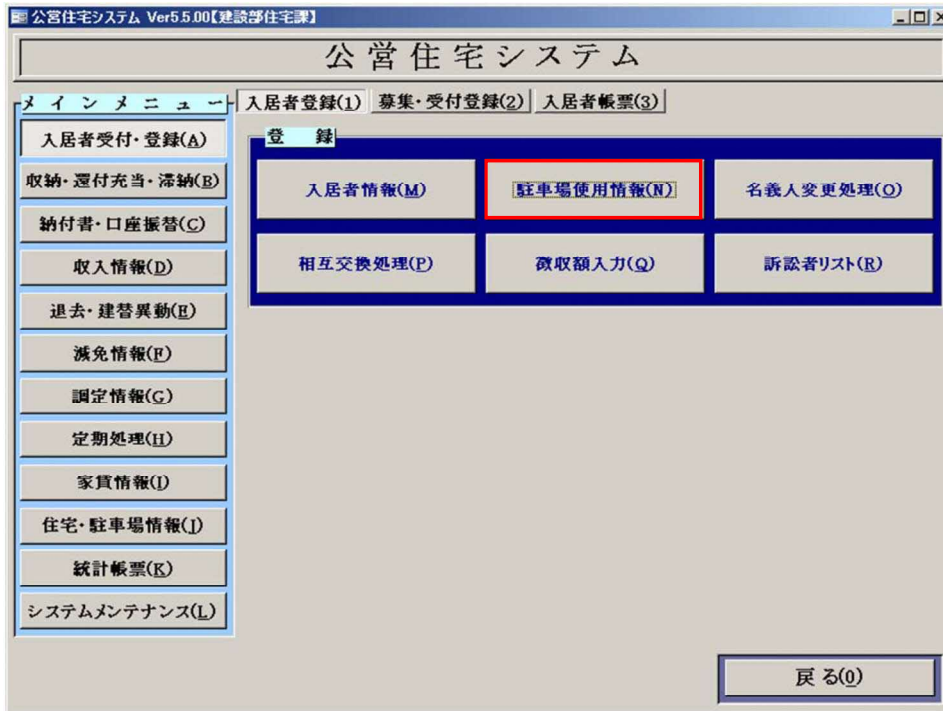 公営住宅システム Ver5.5.00【建設部住宅課】
公営住宅システム
メインメニュー
入居者登録(1) 募集・受付登録(2) 入居者帳票(3)
入居者受付・登録(A)
収納・還付充当・滞納(B)
納付書・口座振替(C)
収入情報(D)
退去・建替異動(E)
減免情報(F)
調定情報(G)
定期処理(H)
家賃情報(I)
住宅・駐車場情報(J)
統計帳票(K)
システムメンテナンス(L)
登 録
入居者情報(M) 駐車場使用情報(N) 名義人変更処理(O)
相互交換処理(P) 徴収額入力(Q) 訴訟者リスト(R)
戻る(0)